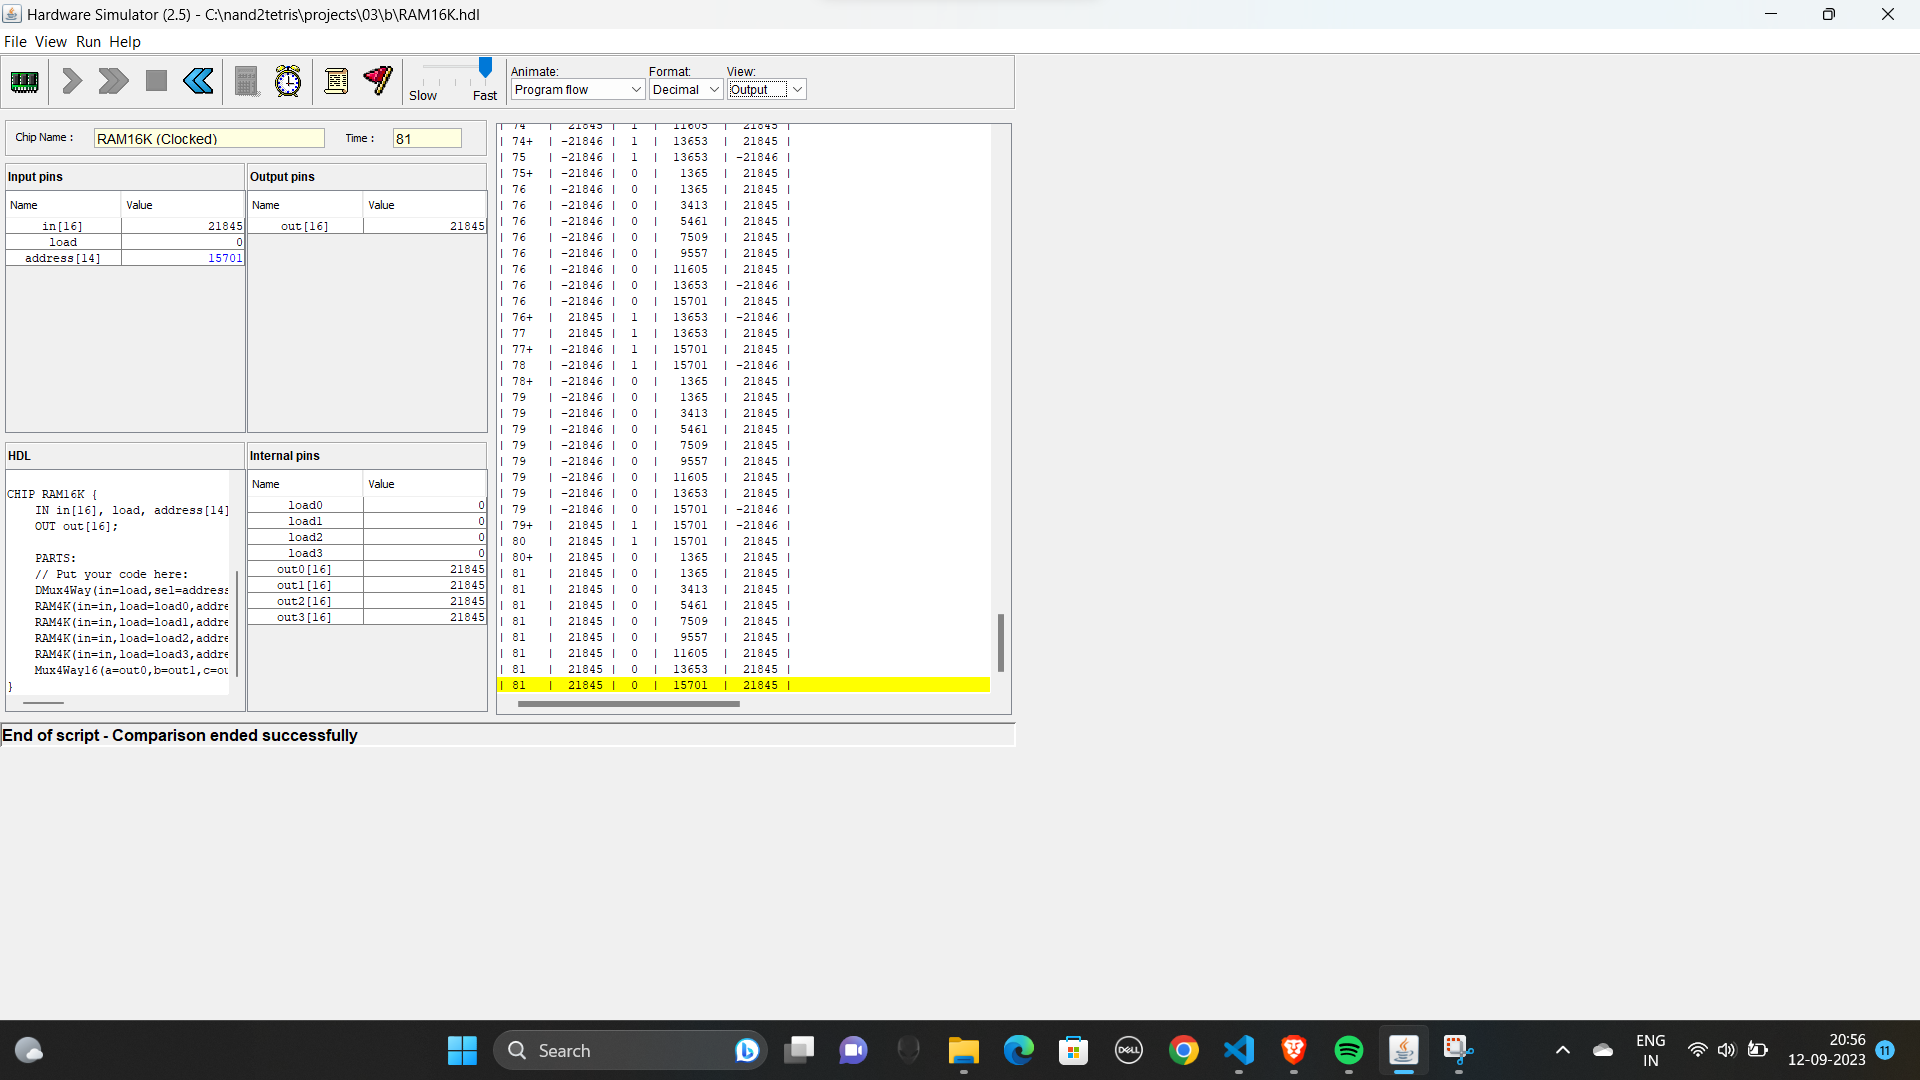 Hardware Simulator (2.5) - C:\nand2tetris\projects\03\b\RAM16K.hdl
File View Run Help
Slow Fast
Animate: Format: View:
Program flow Decimal Output
Chip Name : RAM16K (Clocked) Time : 81
Input pins
Name Value
in[16] 21845
load 0
address[14] 15701
Output pins
Name Value
out[16] 21845
HDL
CHIP RAM16K {
IN in[16], load, address[14]
OUT out[16];
PARTS:
// Put your code here:
DMux4Way(in=load,sel=address
RAM4K(in=in,load=load0,addre
RAM4K(in=in,load=load1,addre
RAM4K(in=in,load=load2,addre
RAM4K(in=in,load=load3,addre
Mux4Way16(a=out0,b=out1,c=ou
}
Internal pins
Name Value
load0 0
load1 0
load2 0
load3 0
out0[16] 21845
out1[16] 21845
out2[16] 21845
out3[16] 21845
| 74 | 21845 | 1 | 11605 | 21845 |
| 74+ | -21846 | 1 | 13653 | 21845 |
| 75 | -21846 | 1 | 13653 | -21846 |
| 75+ | -21846 | 0 | 1365 | 21845 |
| 76 | -21846 | 0 | 1365 | 21845 |
| 76 | -21846 | 0 | 3413 | 21845 |
| 76 | -21846 | 0 | 5461 | 21845 |
| 76 | -21846 | 0 | 7509 | 21845 |
| 76 | -21846 | 0 | 9557 | 21845 |
| 76 | -21846 | 0 | 11605 | 21845 |
| 76 | -21846 | 0 | 13653 | -21846 |
| 76 | -21846 | 0 | 15701 | 21845 |
| 76+ | 21845 | 1 | 13653 | -21846 |
| 77 | 21845 | 1 | 13653 | 21845 |
| 77+ | -21846 | 1 | 15701 | 21845 |
| 78 | -21846 | 1 | 15701 | -21846 |
| 78+ | -21846 | 0 | 1365 | 21845 |
| 79 | -21846 | 0 | 1365 | 21845 |
| 79 | -21846 | 0 | 3413 | 21845 |
| 79 | -21846 | 0 | 5461 | 21845 |
| 79 | -21846 | 0 | 7509 | 21845 |
| 79 | -21846 | 0 | 9557 | 21845 |
| 79 | -21846 | 0 | 11605 | 21845 |
| 79 | -21846 | 0 | 13653 | 21845 |
| 79 | -21846 | 0 | 15701 | -21846 |
| 79+ | 21845 | 1 | 15701 | -21846 |
| 80 | 21845 | 1 | 15701 | 21845 |
| 80+ | 21845 | 0 | 1365 | 21845 |
| 81 | 21845 | 0 | 1365 | 21845 |
| 81 | 21845 | 0 | 3413 | 21845 |
| 81 | 21845 | 0 | 5461 | 21845 |
| 81 | 21845 | 0 | 7509 | 21845 |
| 81 | 21845 | 0 | 9557 | 21845 |
| 81 | 21845 | 0 | 11605 | 21845 |
| 81 | 21845 | 0 | 13653 | 21845 |
| 81 | 21845 | 0 | 15701 | 21845 |
End of script - Comparison ended successfully
Search
DELL
ENG
IN
20:56
12-09-2023
11